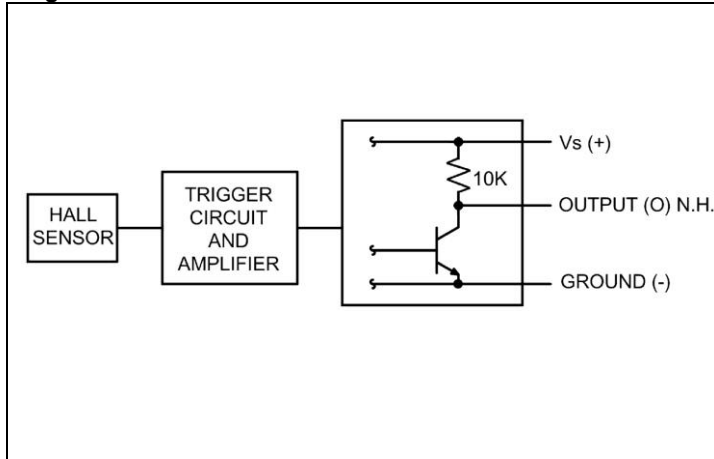 HALL
SENSOR
TRIGGER
CIRCUIT
AND
AMPLIFIER
10K
Vs (+)
OUTPUT (O) N.H.
GROUND (-)